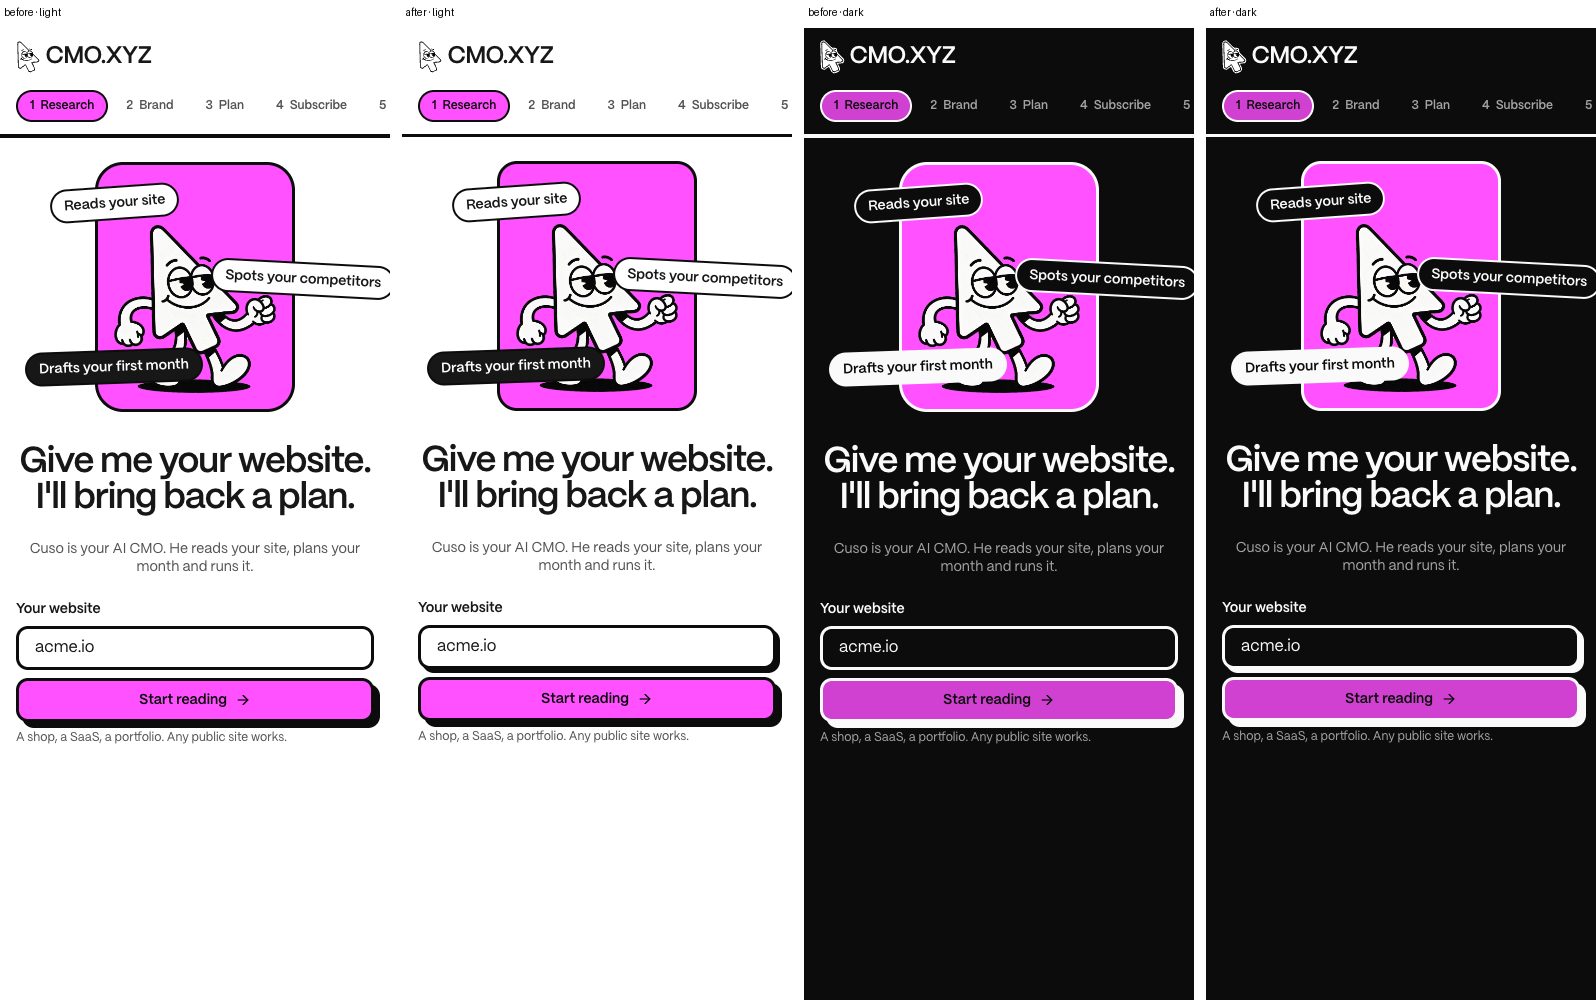 before · light
CMO.XYZ
1 Research 2 Brand 3 Plan 4 Subscribe 5
Reads your site
Spots your competitors
Drafts your first month
Give me your website.
I'll bring back a plan.
Cuso is your AI CMO. He reads your site, plans your
month and runs it.
Your website
acme.io
Start reading →
A shop, a SaaS, a portfolio. Any public site works.
after · light
CMO.XYZ
1 Research 2 Brand 3 Plan 4 Subscribe 5
Reads your site
Spots your competitors
Drafts your first month
Give me your website.
I'll bring back a plan.
Cuso is your AI CMO. He reads your site, plans your
month and runs it.
Your website
acme.io
Start reading →
A shop, a SaaS, a portfolio. Any public site works.
before · dark
CMO.XYZ
1 Research 2 Brand 3 Plan 4 Subscribe 5
Reads your site
Spots your competitors
Drafts your first month
Give me your website.
I'll bring back a plan.
Cuso is your AI CMO. He reads your site, plans your
month and runs it.
Your website
acme.io
Start reading →
A shop, a SaaS, a portfolio. Any public site works.
after · dark
CMO.XYZ
1 Research 2 Brand 3 Plan 4 Subscribe 5
Reads your site
Spots your competitors
Drafts your first month
Give me your website.
I'll bring back a plan.
Cuso is your AI CMO. He reads your site, plans your
month and runs it.
Your website
acme.io
Start reading →
A shop, a SaaS, a portfolio. Any public site works.